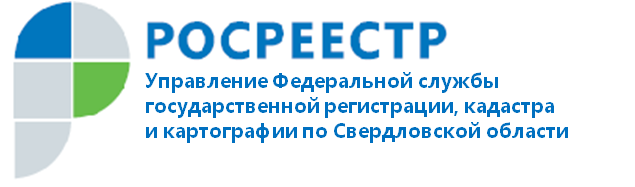 РОСРЕЕСТР
Управление Федеральной службы
государственной регистрации, кадастра
и картографии по Свердловской области